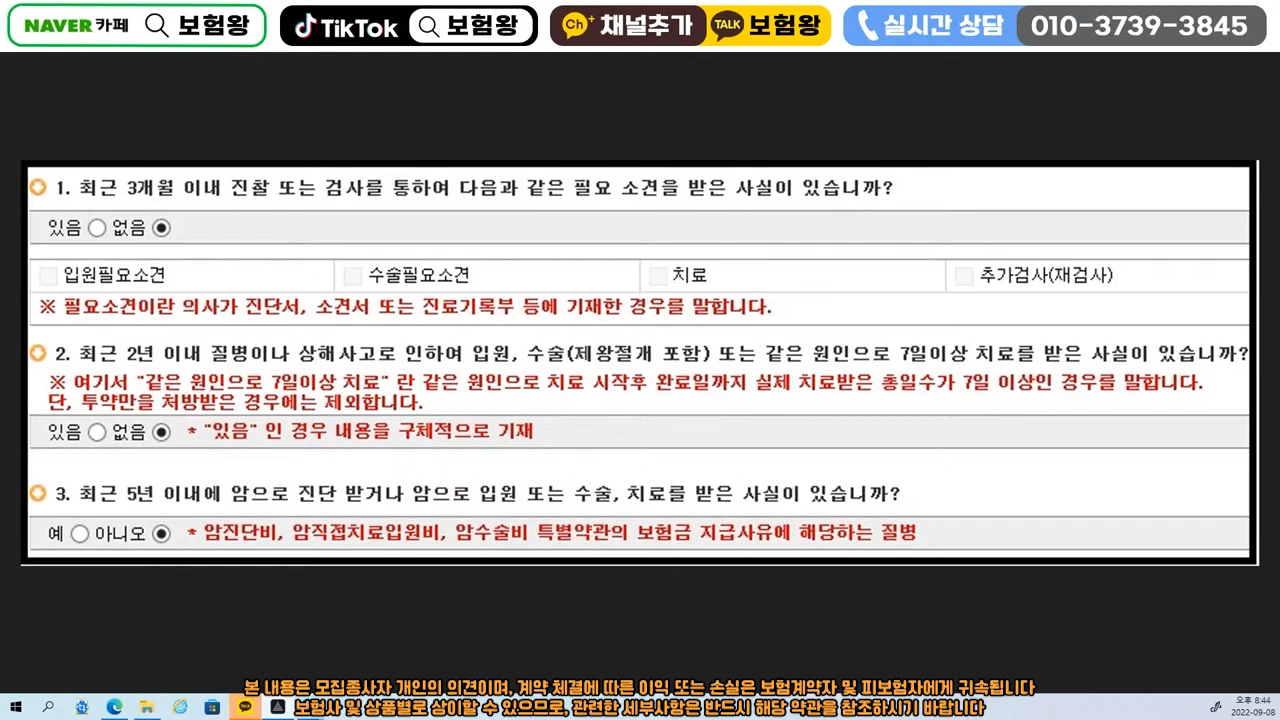 NAVER 카페 보험왕 TikTok 보험왕 Ch+ 채널추가 TALK 보험왕 실시간 상담 010-3739-3845
1. 최근 3개월 이내 진찰 또는 검사를 통하여 다음과 같은 필요 소견을 받은 사실이 있습니까?
있음 없음
입원필요소견 수술필요소견 치료 추가검사(재검사)
※ 필요소견이란 의사가 진단서, 소견서 또는 진료기록부 등에 기재한 경우를 말합니다.
2. 최근 2년 이내 질병이나 상해사고로 인하여 입원, 수술(제왕절개 포함) 또는 같은 원인으로 7일이상 치료를 받은 사실이 있습니까?
※ 여기서 "같은 원인으로 7일이상 치료" 란 같은 원인으로 치료 시작후 완료일까지 실제 치료받은 총일수가 7일 이상인 경우를 말합니다.
단, 투약만을 처방받은 경우에는 제외합니다.
있음 없음 * "있음" 인 경우 내용을 구체적으로 기재
3. 최근 5년 이내에 암으로 진단 받거나 암으로 입원 또는 수술, 치료를 받은 사실이 있습니까?
예 아니오 * 암진단비, 암직접치료입원비, 암수술비 특별약관의 보험금 지급사유에 해당하는 질병
본 내용은 모집종사자 개인의 의견이며, 계약 체결에 따른 이익 또는 손실은 보험계약자 및 피보험자에게 귀속됩니다
보험사 및 상품별로 상이할 수 있으므로, 관련한 세부사항은 반드시 해당 약관을 참조하시기 바랍니다
오후 8:44
2022-09-08